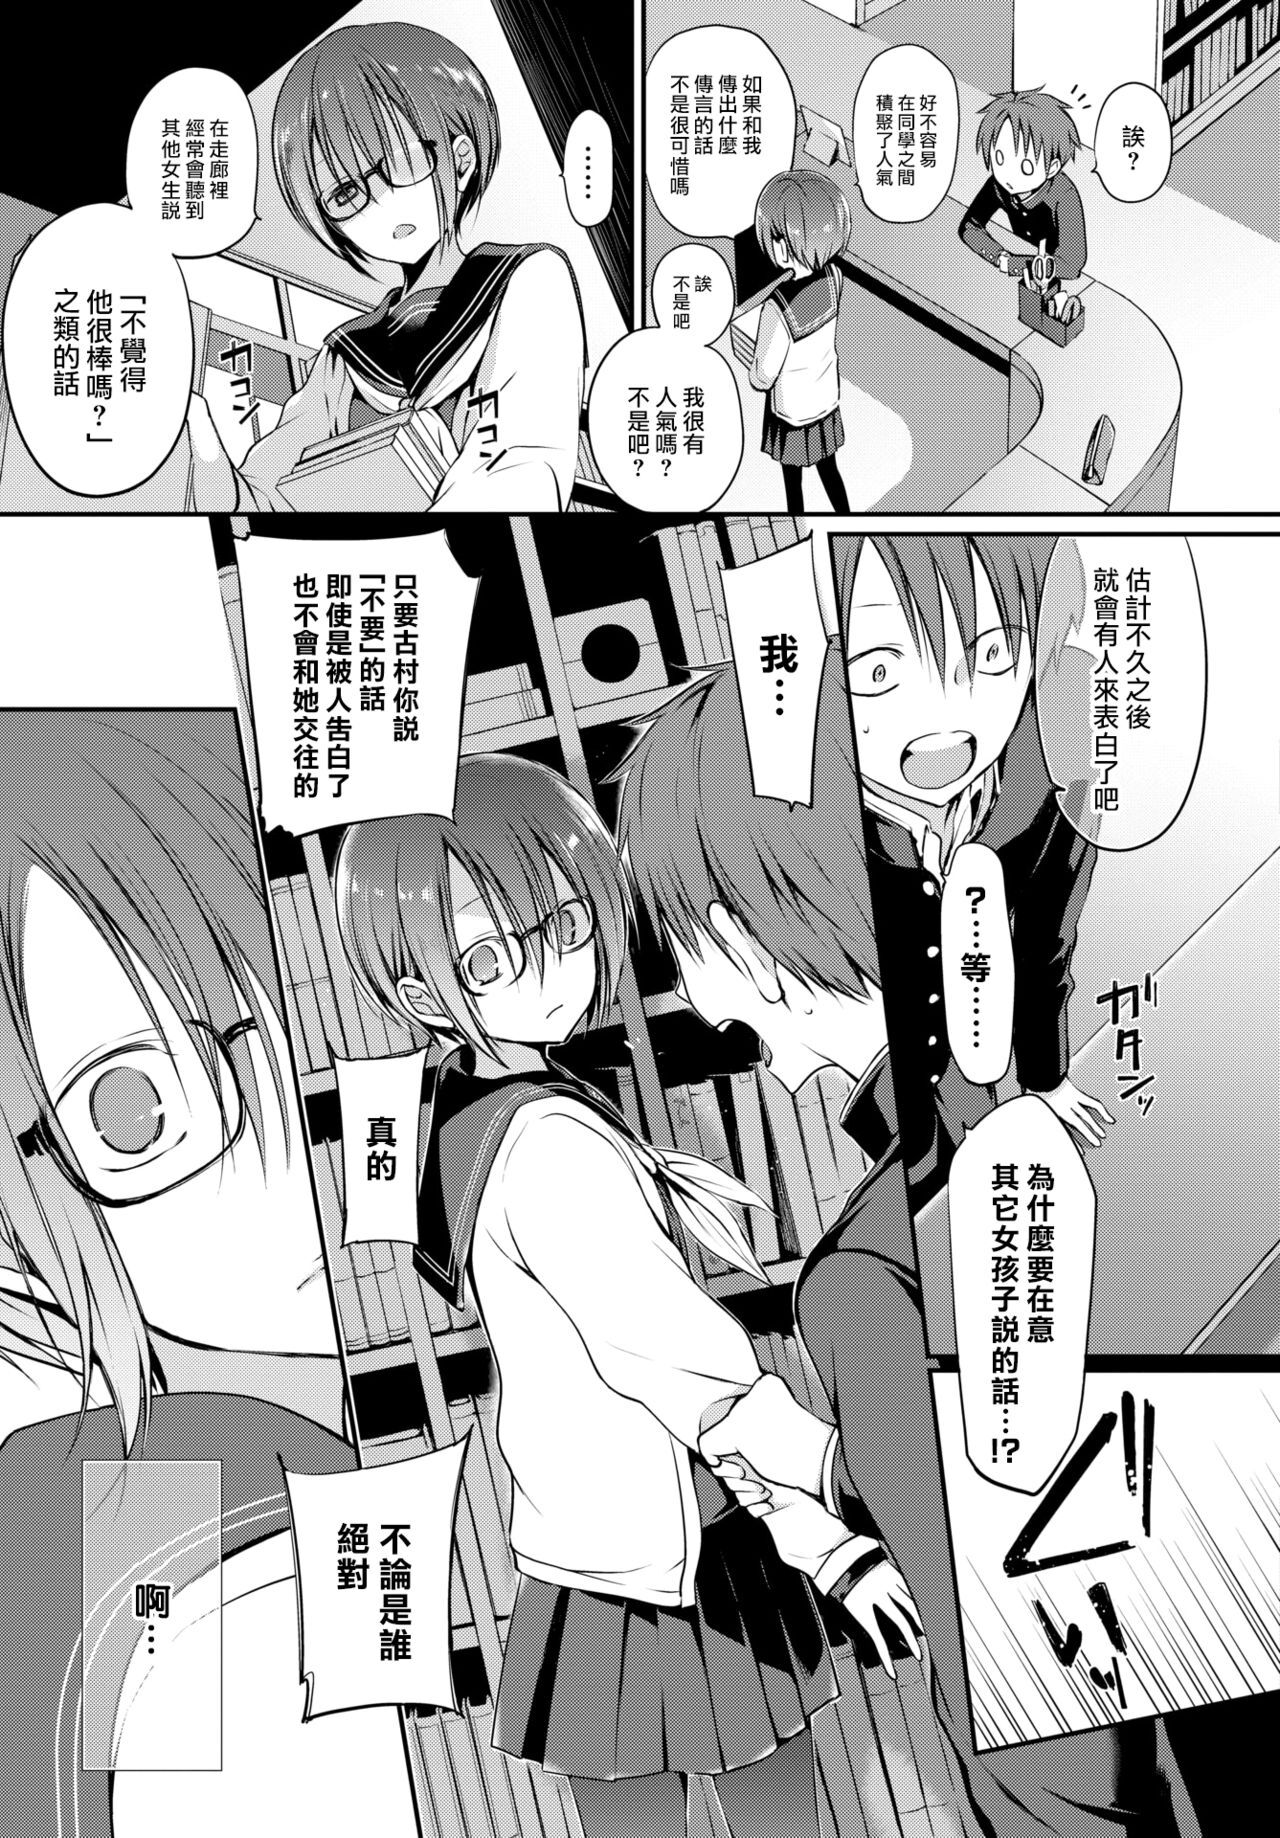 誒?
好不容易
在同學之間
積聚了人氣
如果和我
傳出什麼
傳言的話
不是很可惜嗎
誒
不是吧
我很有
人氣嗎?
不是吧?
……
在走廊裡
經常會聽到
其他女生説
「不覺得
他很棒嗎?」
之類的話
カコン
カコン
估計不久之後
就會有人來表白了吧
?…等……
ガタンッ
為什麼要在意
其它女孩子説的話…!?
ぐいッ
我…
只要古村你説
「不要」的話
即使是被人告白了
也不會和她交往的
真的
不論是誰
絕對
啊…